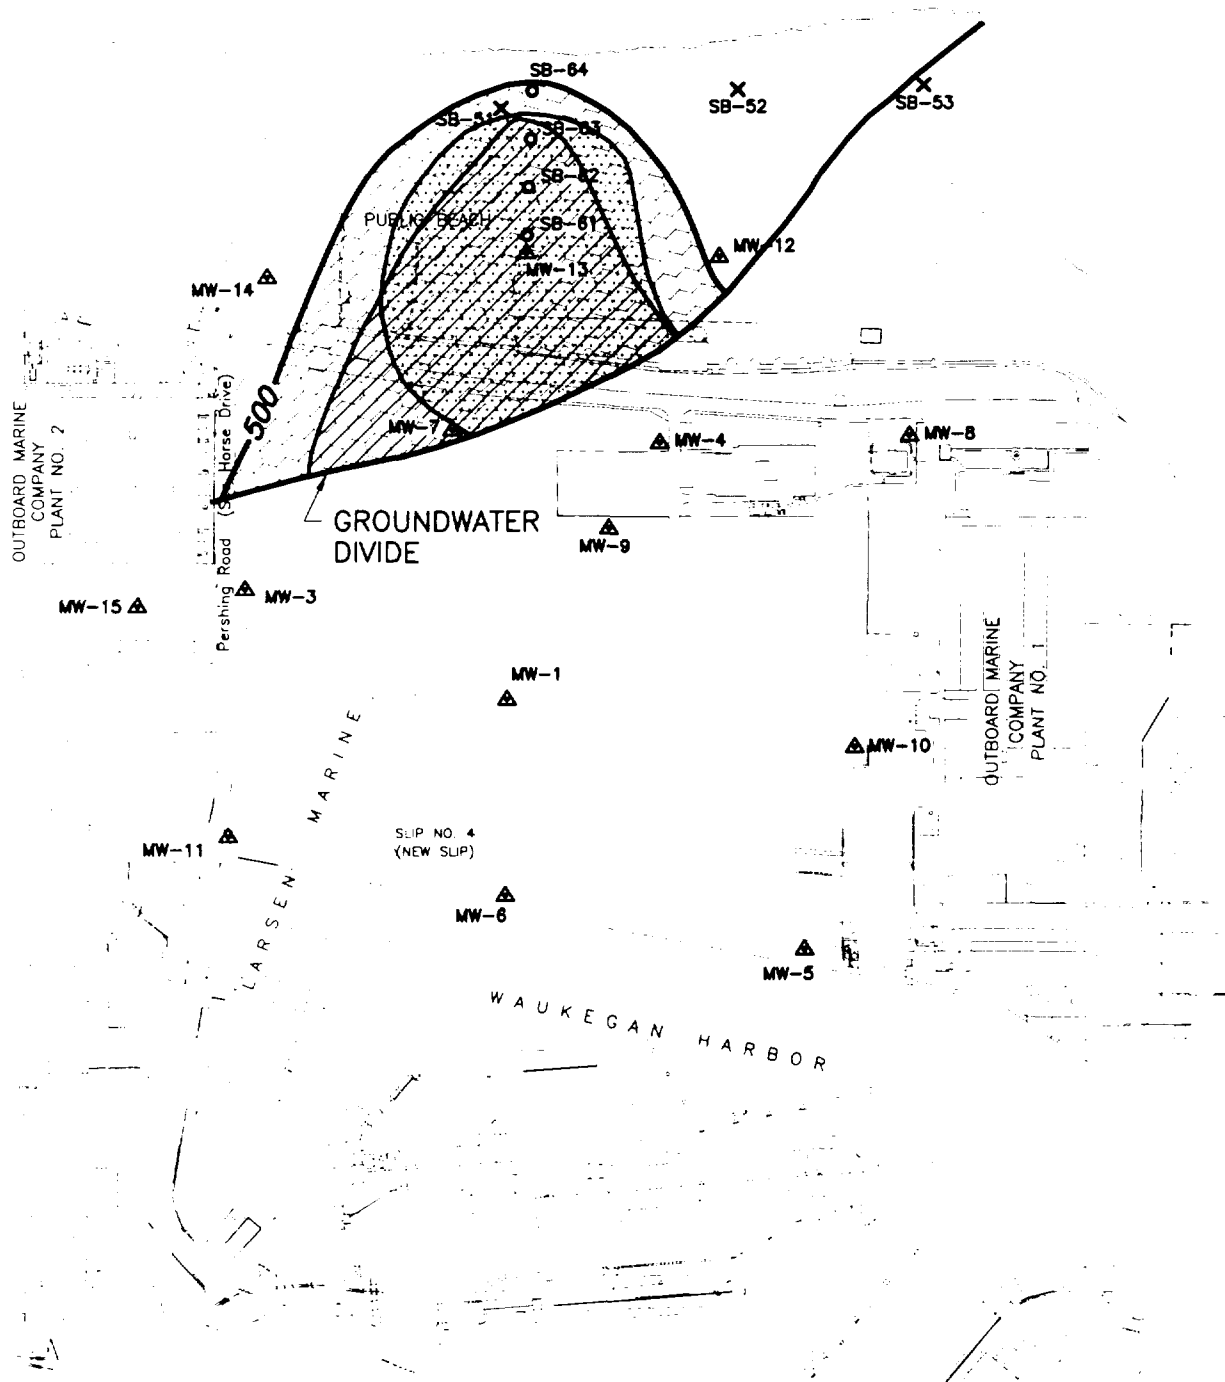 SB-64
SB-51
SB-52
SB-53
SB-63
SB-62
PUBLIC BEACH
SB-61
MW-13
MW-12
MW-14
500
MW-7
MW-4
MW-8
OUTBOARD MARINE
COMPANY
PLANT NO. 2
Pershing Road
Horse Drive)
GROUNDWATER
DIVIDE
MW-9
MW-15
MW-3
MW-1
MW-10
OUTBOARD MARINE
COMPANY
PLANT NO. 1
LARSEN MARINE
SLIP NO. 4
(NEW SLIP)
MW-11
MW-6
MW-5
WAUKEGAN HARBOR